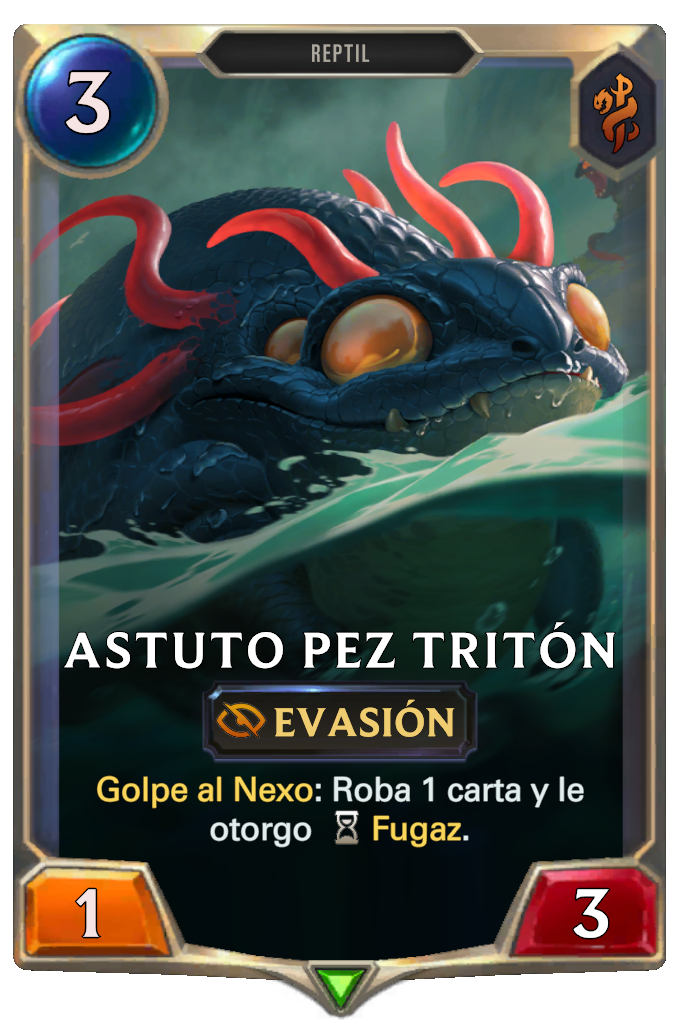 REPTIL
3
ASTUTO PEZ TRITÓN
EVASIÓN
Golpe al Nexo: Roba 1 carta y le
otorgo Fugaz.
1
3